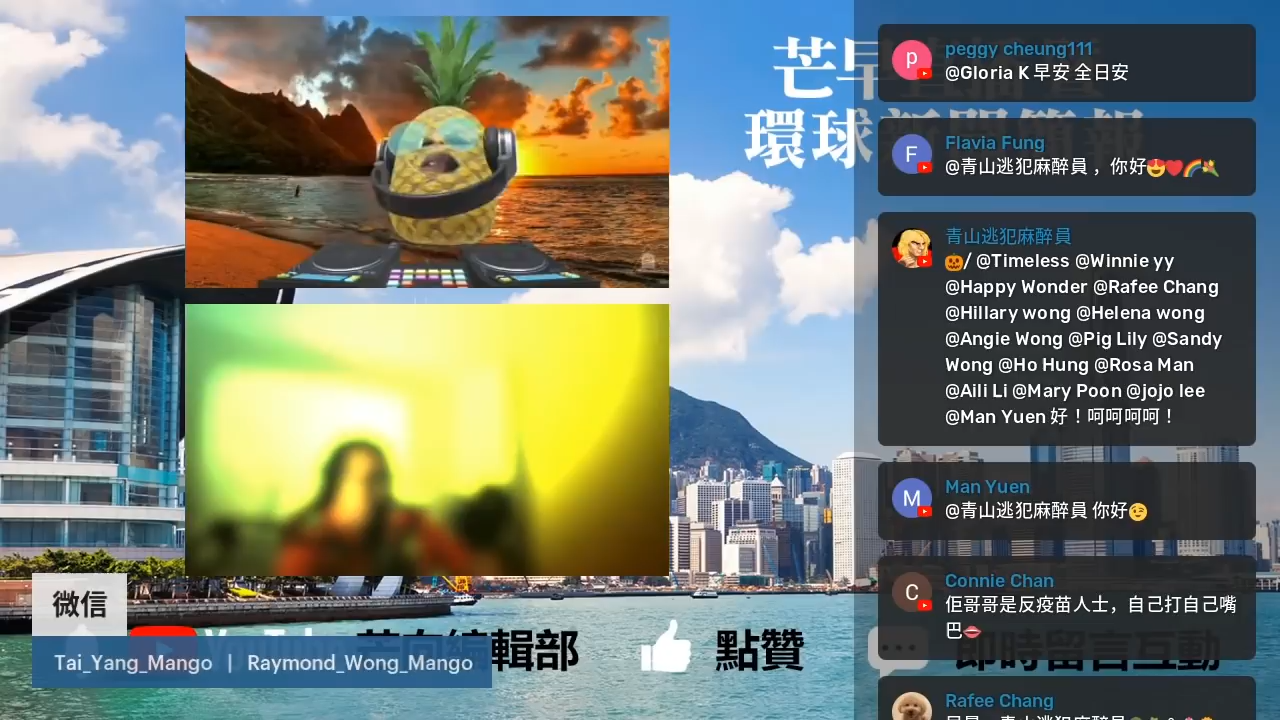 芒早
環球
peggy cheung111
@Gloria K 早安 全日安
Flavia Fung
@青山逃犯麻醉員 ，你好😍❤️🌈🎉
青山逃犯麻醉員
🎃/ @Timeless @Winnie yy
@Happy Wonder @Rafee Chang
@Hillary wong @Helena wong
@Angie Wong @Pig Lily @Sandy
Wong @Ho Hung @Rosa Man
@Aili Li @Mary Poon @jojo lee
@Man Yuen 好！呵呵呵呵！
Man Yuen
@青山逃犯麻醉員 你好😉
Connie Chan
佢哥哥是反疫苗人士，自己打自己嘴
巴👄
Rafee Chang
微信
Tai_Yang_Mango | Raymond_Wong_Mango
編輯部
點贊
即時留言互動